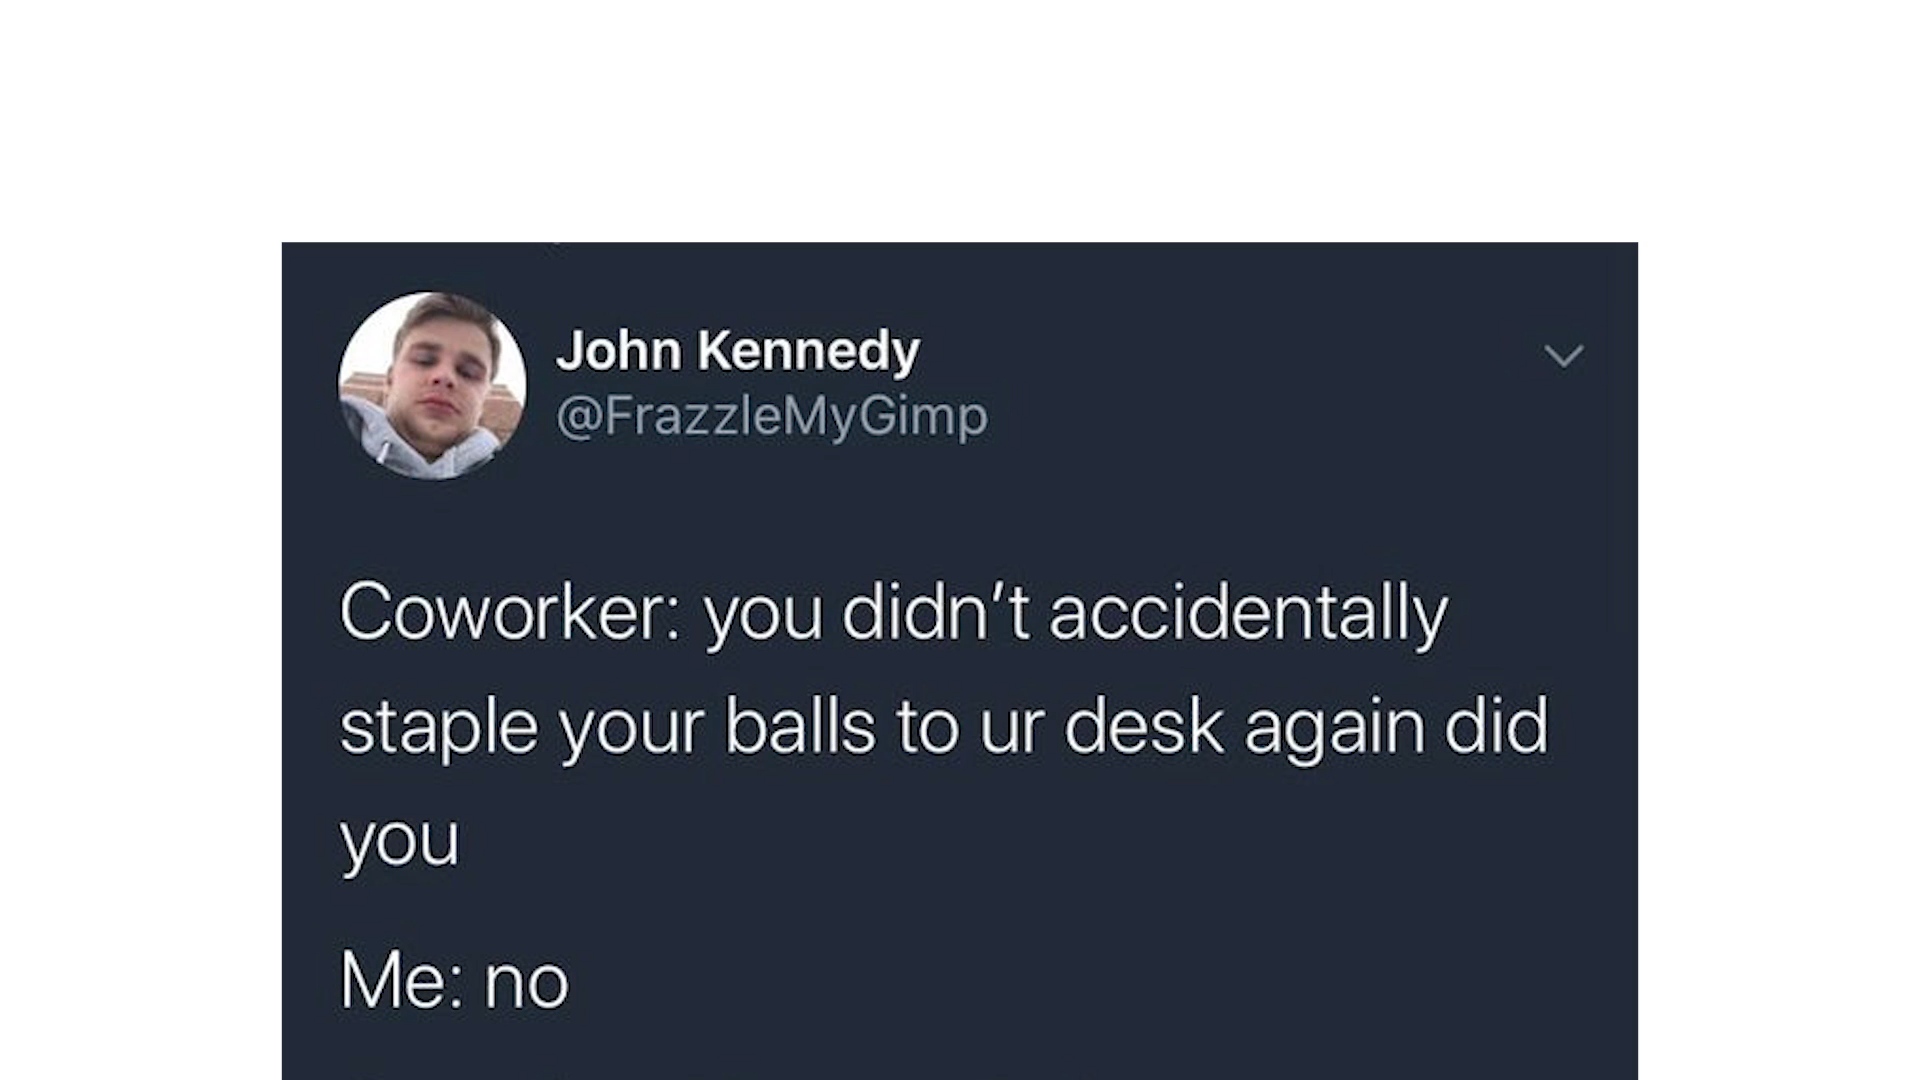 John Kennedy
@FrazzleMyGimp
Coworker: you didn’t accidentally
staple your balls to ur desk again did
you
Me: no